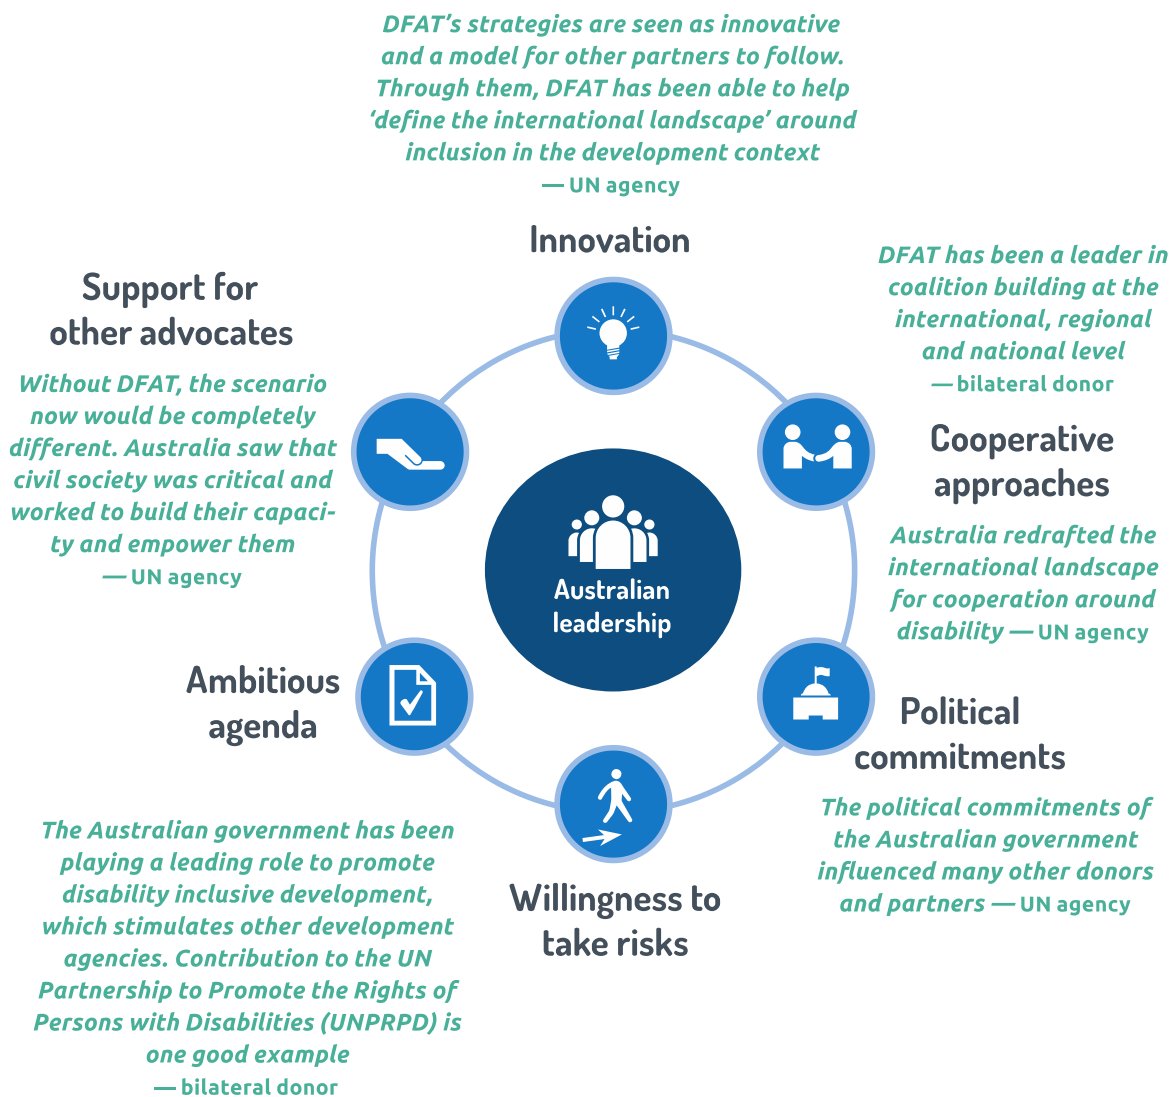 DFAT’s strategies are seen as innovative
and a model for other partners to follow.
Through them, DFAT has been able to help
‘define the international landscape’ around
inclusion in the development context
— UN agency
Innovation
DFAT has been a leader in
coalition building at the
international, regional
and national level
— bilateral donor
Cooperative
approaches
Australia redrafted the
international landscape
for cooperation around
disability — UN agency
Support for
other advocates
Without DFAT, the scenario
now would be completely
different. Australia saw that
civil society was critical and
worked to build their capaci-
ty and empower them
— UN agency
Australian
leadership
Ambitious
agenda
The Australian government has been
playing a leading role to promote
disability inclusive development,
which stimulates other development
agencies. Contribution to the UN
Partnership to Promote the Rights of
Persons with Disabilities (UNPRPD) is
one good example
— bilateral donor
Political
commitments
The political commitments of
the Australian government
influenced many other donors
and partners — UN agency
Willingness to
take risks